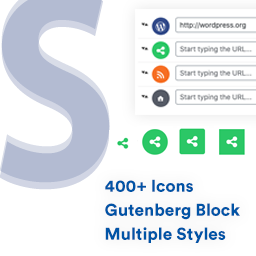 S
http://wordpress.org
Start typing the URL...
Start typing the URL...
Start typing the URL...
400+ Icons
Gutenberg Block
Multiple Styles